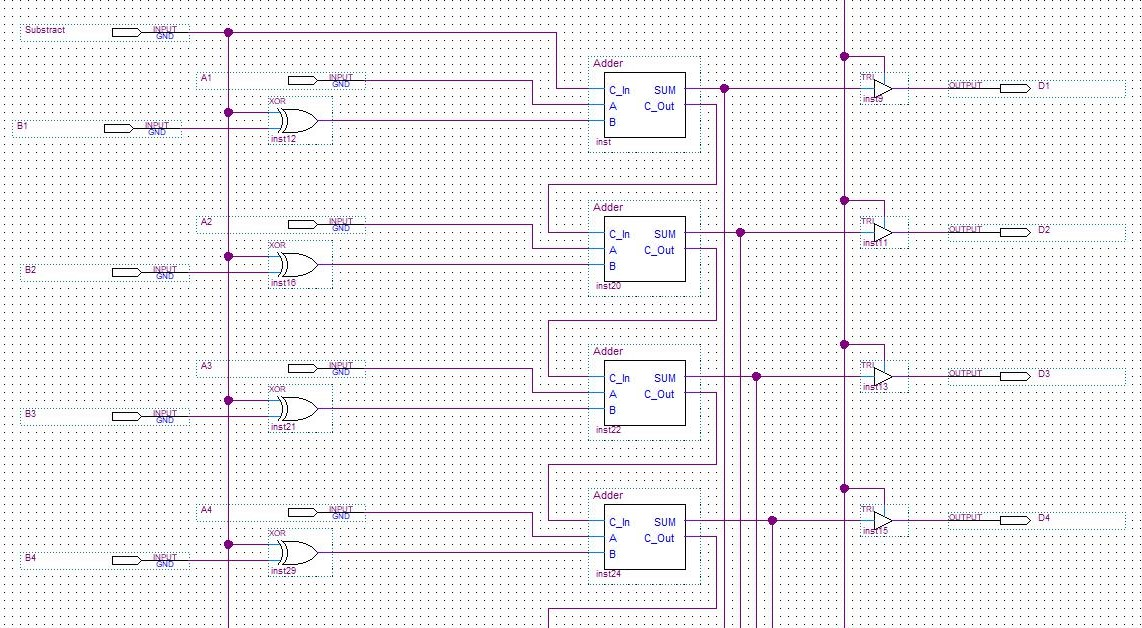 Substract INPUT GND
Adder
A1 INPUT GND
TRI
C_In SUM
OUTPUT D1
XOR
A C_Out
inst9
B1 INPUT GND
B
inst12
inst
Adder
A2 INPUT GND
TRI
C_In SUM
OUTPUT D2
XOR
A C_Out
inst11
B2 INPUT GND
B
inst16
inst20
Adder
A3 INPUT GND
TRI
C_In SUM
OUTPUT D3
XOR
A C_Out
inst13
B3 INPUT GND
B
inst21
inst22
Adder
A4 INPUT GND
TRI
C_In SUM
OUTPUT D4
XOR
A C_Out
inst15
B4 INPUT GND
B
inst29
inst24